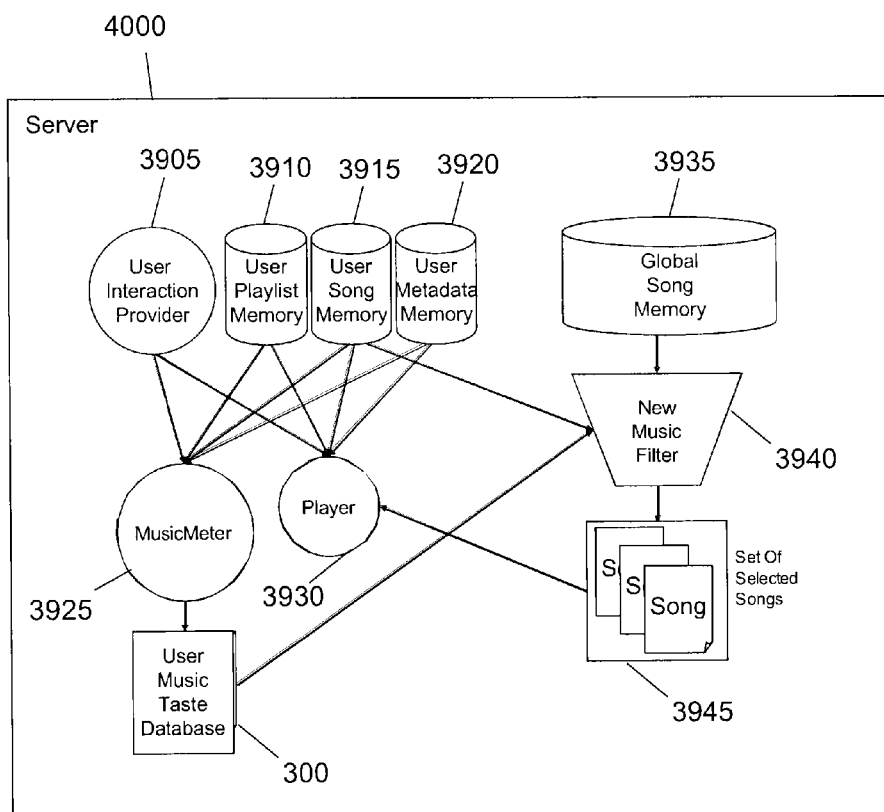 4000
Server
3905
3910
3915
3920
3935
User
Interaction
Provider
User
Playlist
Memory
User
Song
Memory
User
Metadata
Memory
Global
Song
Memory
New
Music
Filter
3940
MusicMeter
Player
3925
3930
So
S
Song
Set Of
Selected
Songs
3945
User
Music
Taste
Database
300